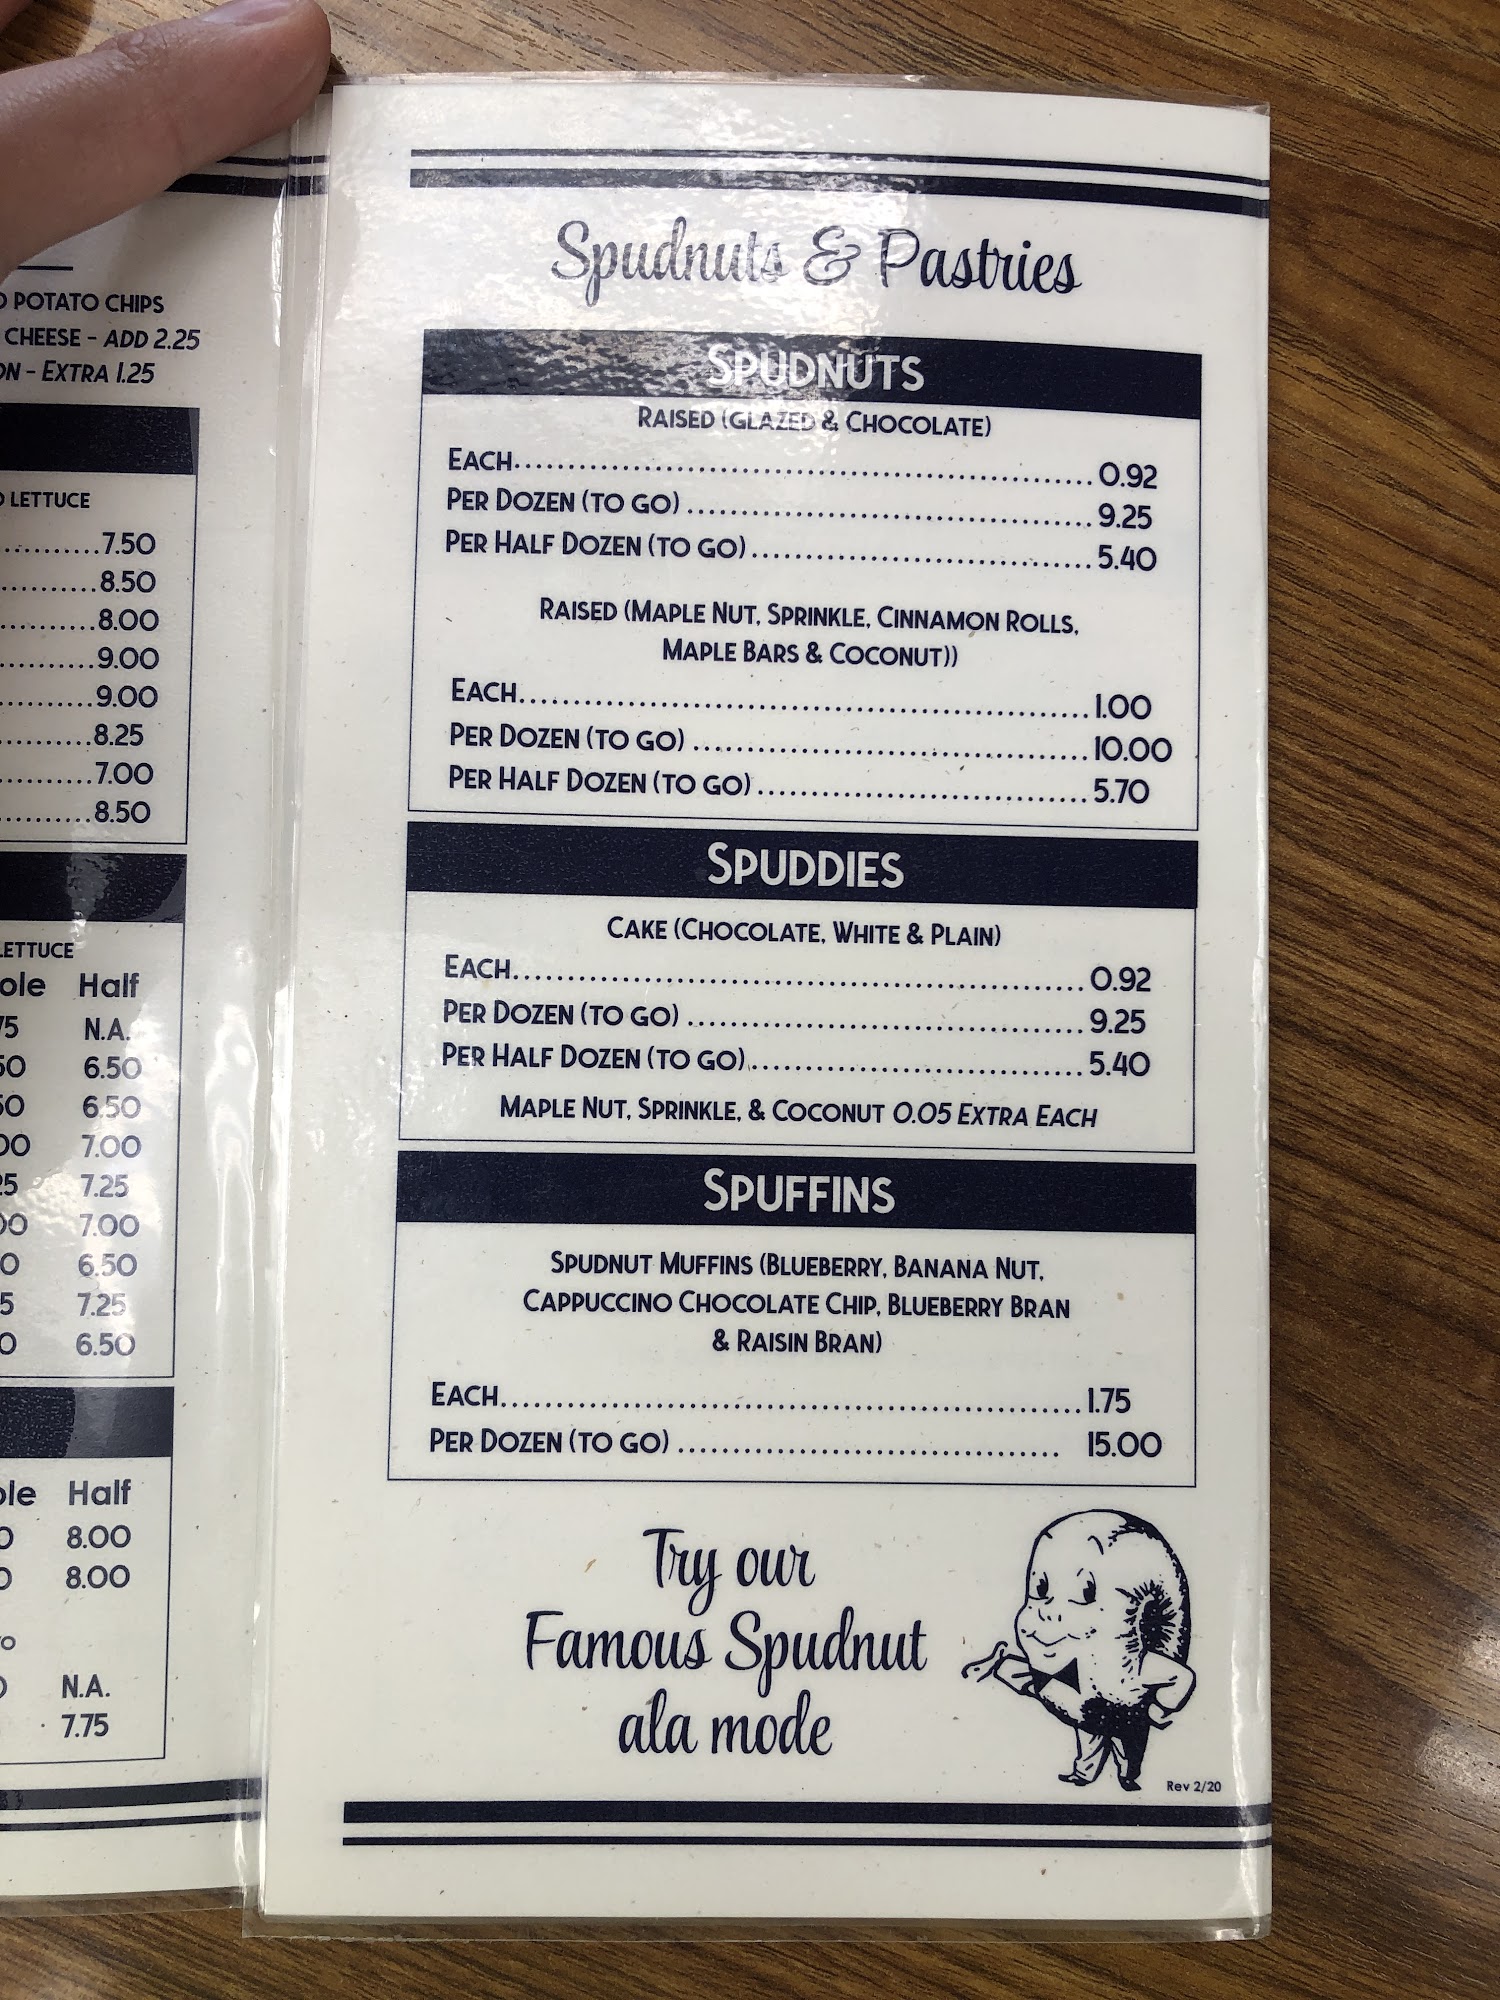 POTATO CHIPS
CHEESE - ADD 2.25
- EXTRA 1.25
LETTUCE
..........7.50
..........8.50
..........8.00
..........9.00
..........9.00
..........8.25
..........7.00
..........8.50
LETTUCE
Half
N.A.
6.50
6.50
7.00
7.25
7.00
6.50
7.25
6.50
Half
8.00
8.00
N.A.
7.75
Spudnuts & Pastries
SPUDNUTS
RAISED (GLAZED & CHOCOLATE)
EACH..........0.92
PER DOZEN (TO GO)..........9.25
PER HALF DOZEN (TO GO)..........5.40
RAISED (MAPLE NUT, SPRINKLE, CINNAMON ROLLS,
MAPLE BARS & COCONUT))
EACH..........1.00
PER DOZEN (TO GO)..........10.00
PER HALF DOZEN (TO GO)..........5.70
SPUDDIES
CAKE (CHOCOLATE, WHITE & PLAIN)
EACH..........0.92
PER DOZEN (TO GO)..........9.25
PER HALF DOZEN (TO GO)..........5.40
MAPLE NUT, SPRINKLE, & COCONUT 0.05 EXTRA EACH
SPUFFINS
SPUDNUT MUFFINS (BLUEBERRY, BANANA NUT,
CAPPUCCINO CHOCOLATE CHIP, BLUEBERRY BRAN
& RAISIN BRAN)
EACH..........1.75
PER DOZEN (TO GO).......... 15.00
Try our
Famous Spudnut
ala mode
Rev 2/20